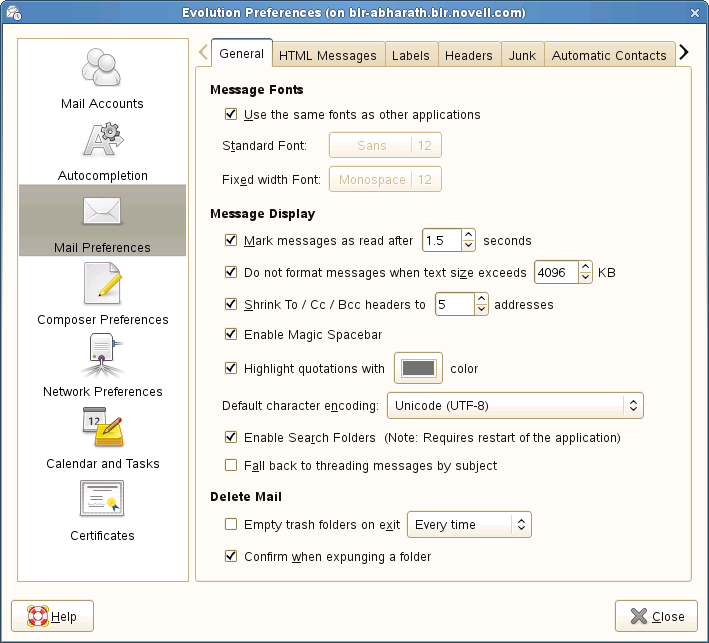 Evolution Preferences (on blr-abharath.blr.novell.com)
Mail Accounts
Autocompletion
Mail Preferences
Composer Preferences
Network Preferences
12
Calendar and Tasks
Certificates
General HTML Messages Labels Headers Junk Automatic Contacts
Message Fonts
Use the same fonts as other applications
Standard Font: Sans 12
Fixed width Font: Monospace 12
Message Display
Mark messages as read after 1.5 seconds
Do not format messages when text size exceeds 4096 KB
Shrink To / Cc / Bcc headers to 5 addresses
Enable Magic Spacebar
Highlight quotations with color
Default character encoding: Unicode (UTF-8)
Enable Search Folders (Note: Requires restart of the application)
Fall back to threading messages by subject
Delete Mail
Empty trash folders on exit Every time
Confirm when expunging a folder
Help Close